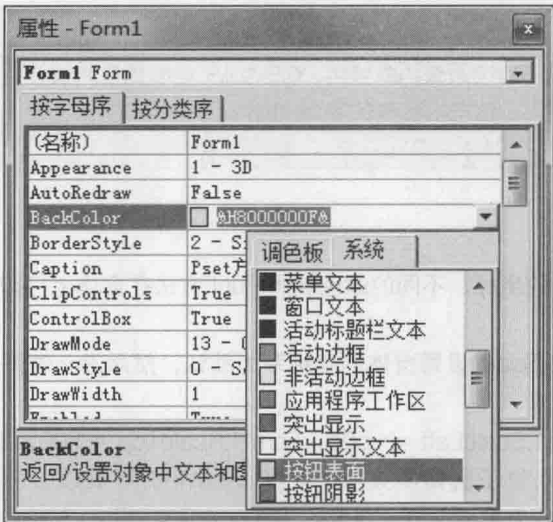 属性 - Form1
Form1 Form
按字母序 按分类序
(名称) Form1
Appearance 1 - 3D
AutoRedraw False
BackColor &H8000000F&
BorderStyle 2 - S
Caption Pset方
ClipControls True
ControlBox True
DrawMode 13 -
DrawStyle 0 - S
DrawWidth 1
调色板 系统
菜单文本
窗口文本
活动标题栏文本
活动边框
非活动边框
应用程序工作区
突出显示
突出显示文本
按钮表面
按钮阴影
BackColor
返回/设置对象中文本和图